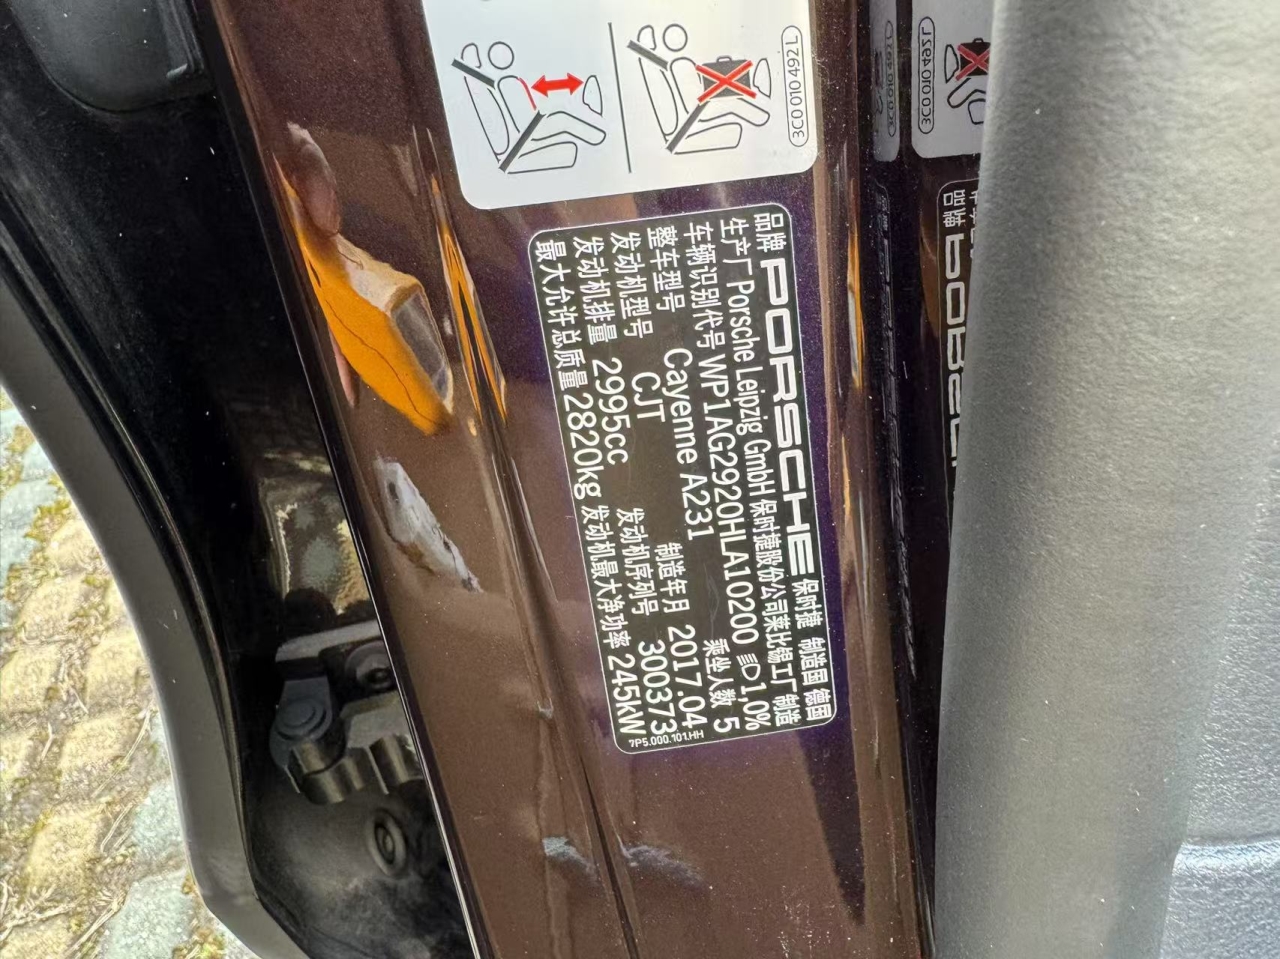 3C0 010 492 L
品牌 PORSCHE 保时捷 制造国 德国
生产厂 Porsche Leipzig GmbH 保时捷股份公司莱比锡工厂制造
车辆识别代号 WP1AG2920HLA10200 1,0%
整车型号 Cayenne A231 乘坐人数 5
发动机型号 CJT 制造年月 2017.04
发动机排量 2995cc 发动机序列号 300373
最大允许总质量 2820kg 发动机最大净功率 245kW
7P5.000.101.HH